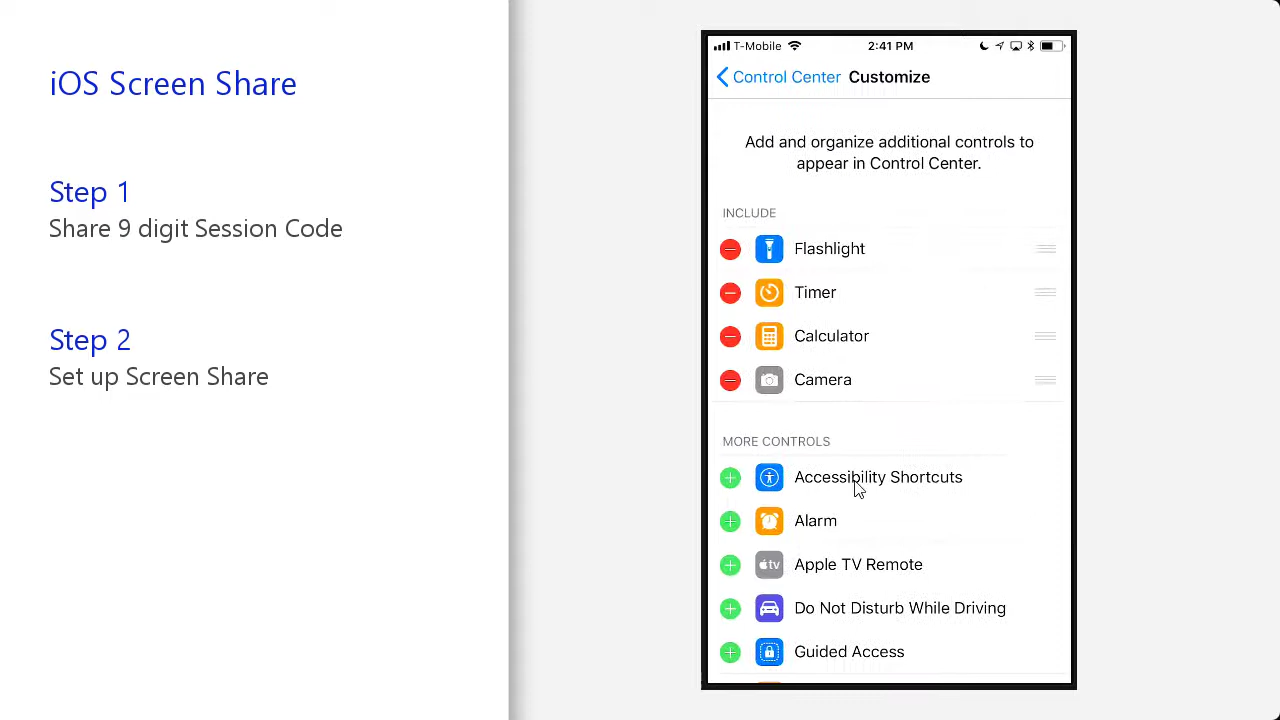 iOS Screen Share
Step 1
Share 9 digit Session Code
Step 2
Set up Screen Share
T-Mobile 2:41 PM
Control Center Customize
Add and organize additional controls to
appear in Control Center.
INCLUDE
Flashlight
Timer
Calculator
Camera
MORE CONTROLS
Accessibility Shortcuts
Alarm
tv Apple TV Remote
Do Not Disturb While Driving
Guided Access